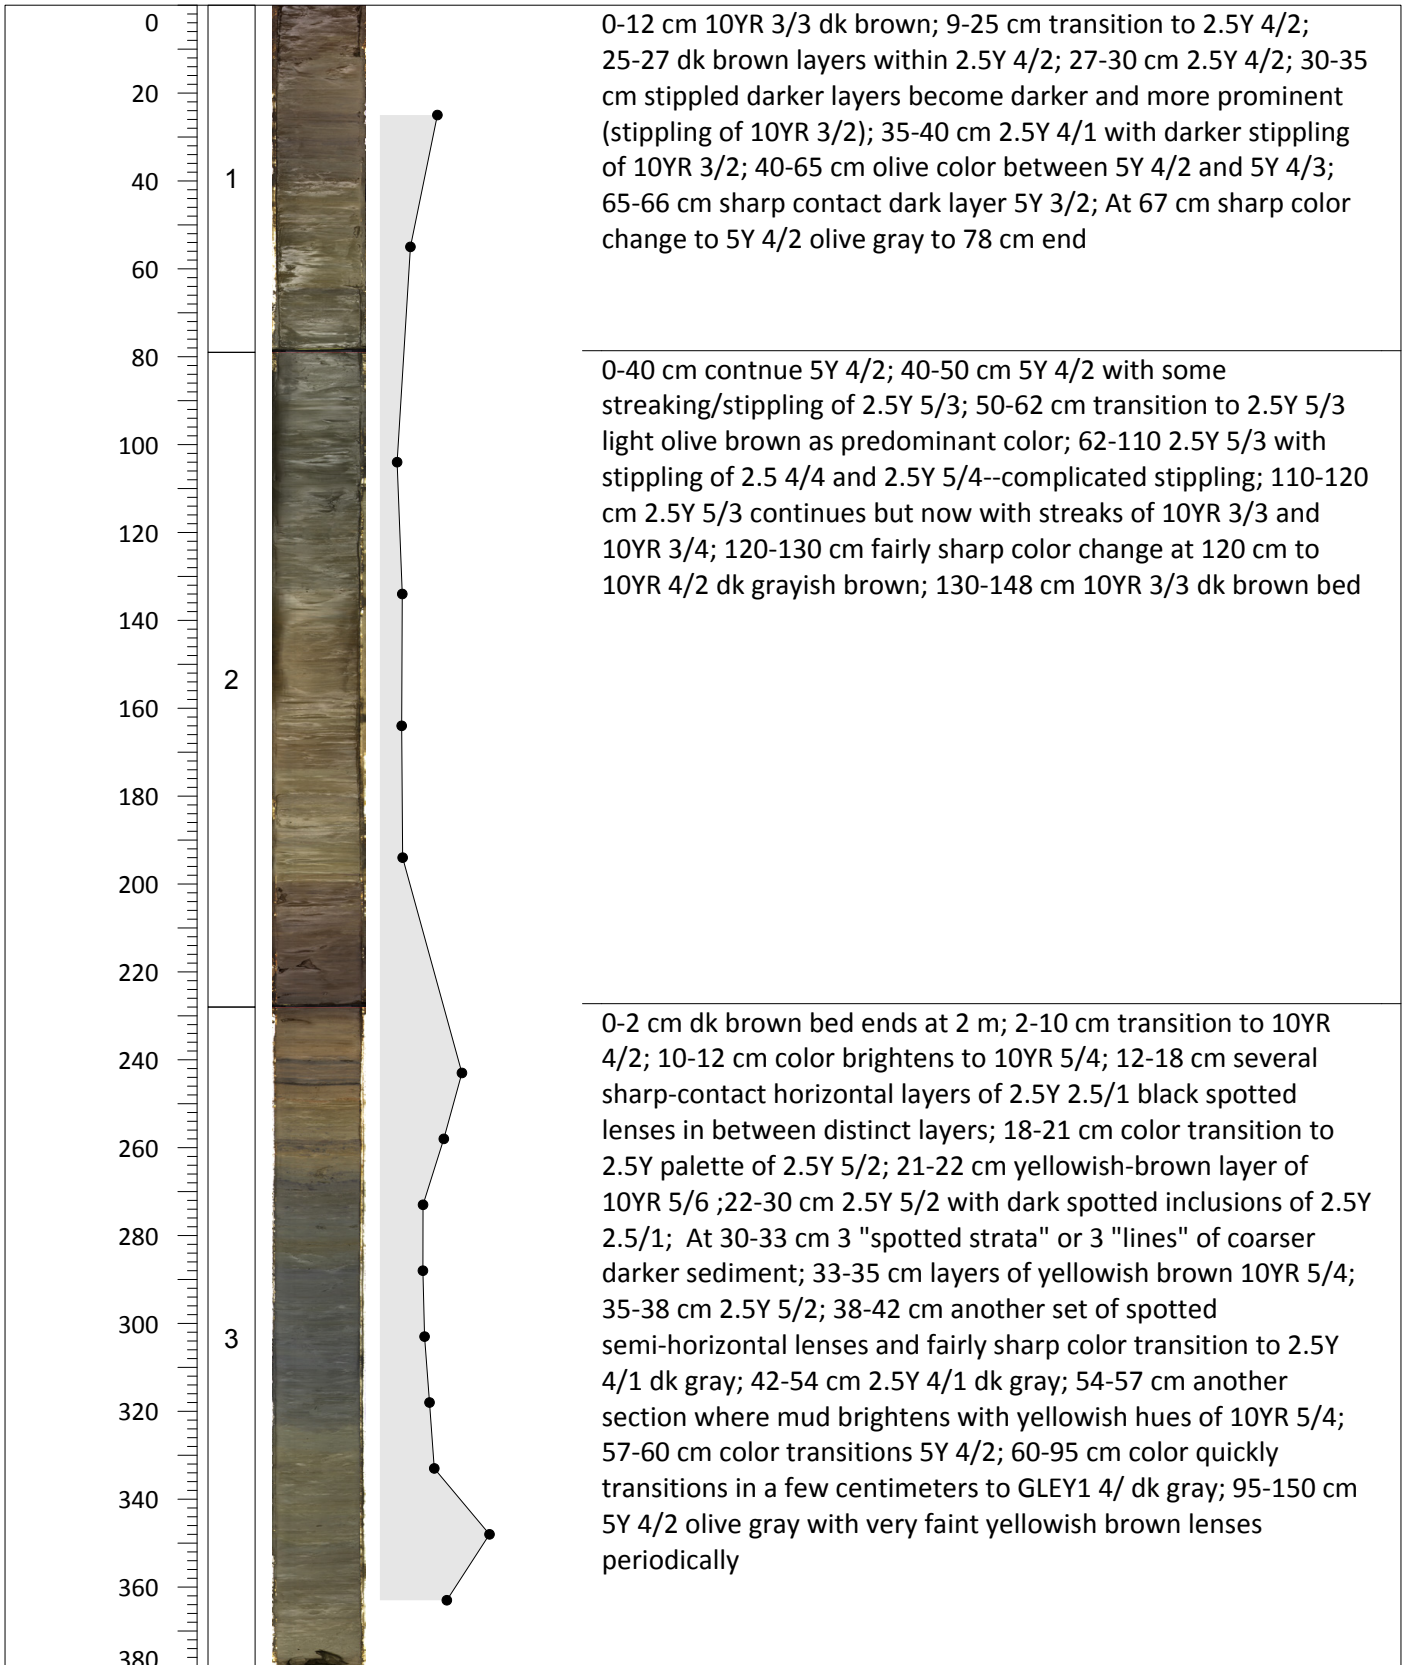 0
20
40
60
80
100
120
140
160
180
200
220
240
260
280
300
320
340
360
380
1
2
3
0-12 cm 10YR 3/3 dk brown; 9-25 cm transition to 2.5Y 4/2;
25-27 dk brown layers within 2.5Y 4/2; 27-30 cm 2.5Y 4/2; 30-35
cm stippled darker layers become darker and more prominent
(stippling of 10YR 3/2); 35-40 cm 2.5Y 4/1 with darker stippling
of 10YR 3/2; 40-65 cm olive color between 5Y 4/2 and 5Y 4/3;
65-66 cm sharp contact dark layer 5Y 3/2; At 67 cm sharp color
change to 5Y 4/2 olive gray to 78 cm end
0-40 cm contnue 5Y 4/2; 40-50 cm 5Y 4/2 with some
streaking/stippling of 2.5Y 5/3; 50-62 cm transition to 2.5Y 5/3
light olive brown as predominant color; 62-110 2.5Y 5/3 with
stippling of 2.5 4/4 and 2.5Y 5/4--complicated stippling; 110-120
cm 2.5Y 5/3 continues but now with streaks of 10YR 3/3 and
10YR 3/4; 120-130 cm fairly sharp color change at 120 cm to
10YR 4/2 dk grayish brown; 130-148 cm 10YR 3/3 dk brown bed
0-2 cm dk brown bed ends at 2 m; 2-10 cm transition to 10YR
4/2; 10-12 cm color brightens to 10YR 5/4; 12-18 cm several
sharp-contact horizontal layers of 2.5Y 2.5/1 black spotted
lenses in between distinct layers; 18-21 cm color transition to
2.5Y palette of 2.5Y 5/2; 21-22 cm yellowish-brown layer of
10YR 5/6 ;22-30 cm 2.5Y 5/2 with dark spotted inclusions of 2.5Y
2.5/1;  At 30-33 cm 3 "spotted strata" or 3 "lines" of coarser
darker sediment; 33-35 cm layers of yellowish brown 10YR 5/4;
35-38 cm 2.5Y 5/2; 38-42 cm another set of spotted
semi-horizontal lenses and fairly sharp color transition to 2.5Y
4/1 dk gray; 42-54 cm 2.5Y 4/1 dk gray; 54-57 cm another
section where mud brightens with yellowish hues of 10YR 5/4;
57-60 cm color transitions 5Y 4/2; 60-95 cm color quickly
transitions in a few centimeters to GLEY1 4/ dk gray; 95-150 cm
5Y 4/2 olive gray with very faint yellowish brown lenses
periodically